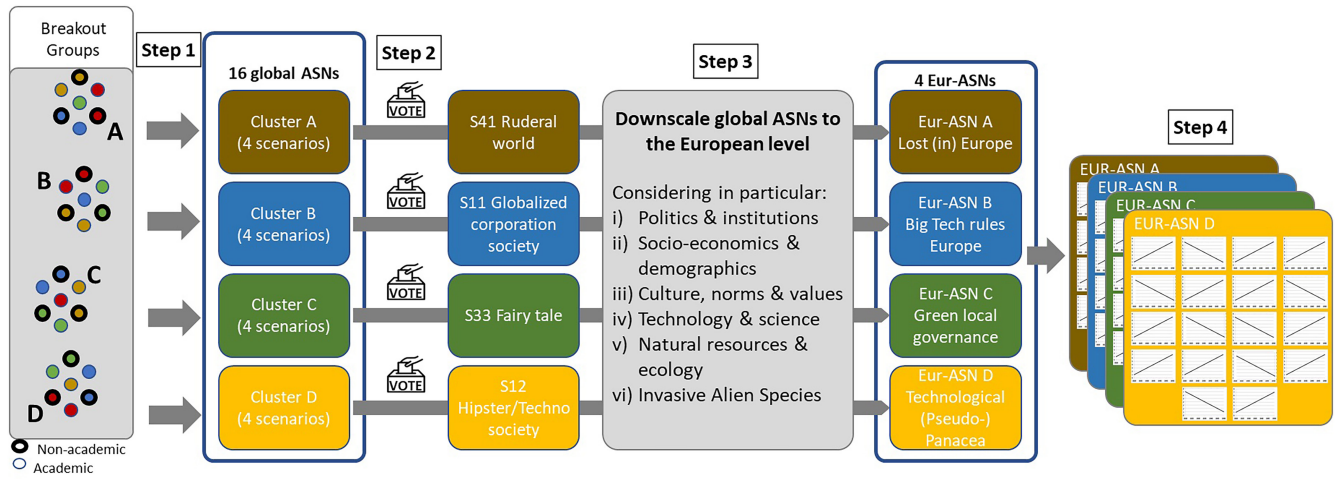 Breakout
Groups
A
B
C
D
Non-academic
Academic
Step 1
16 global ASNs
Cluster A
(4 scenarios)
Cluster B
(4 scenarios)
Cluster C
(4 scenarios)
Cluster D
(4 scenarios)
Step 2
VOTE
VOTE
VOTE
VOTE
S41 Ruderal
world
S11 Globalized
corporation
society
S33 Fairy tale
S12
Hipster/Techno
society
Step 3
Downscale global ASNs to
the European level
Considering in particular:
i) Politics & institutions
ii) Socio-economics &
demographics
iii) Culture, norms & values
iv) Technology & science
v) Natural resources &
ecology
vi) Invasive Alien Species
4 Eur-ASNs
Eur-ASN A
Lost (in) Europe
Eur-ASN B
Big Tech rules
Europe
Eur-ASN C
Green local
governance
Eur-ASN D
Technological
(Pseudo-)
Panacea
Step 4
EUR-ASN A
EUR-ASN B
EUR-ASN C
EUR-ASN D